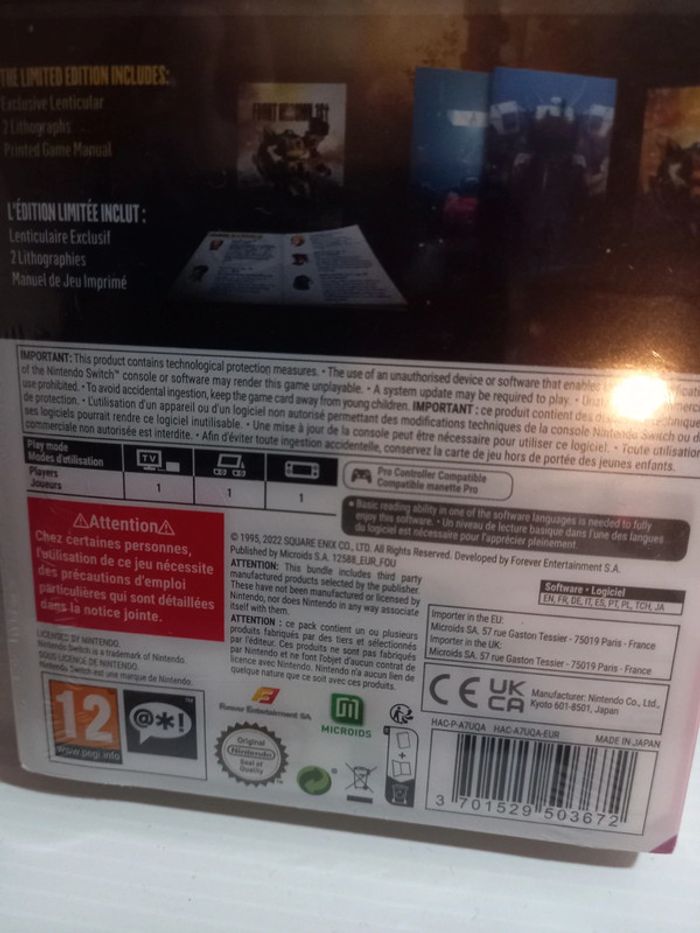 THE LIMITED EDITION INCLUDES:
Exclusive Lenticular
2 Lithographs
Printed Game Manual
FRONT MISSION 1st
L'ÉDITION LIMITÉE INCLUT :
Lenticulaire Exclusif
2 Lithographies
Manuel de Jeu Imprimé
IMPORTANT: This product contains technological protection measures. • The use of an unauthorised device or software that enables
of the Nintendo Switch™ console or software may render this game unplayable. • A system update may be required to play. •
use prohibited. • To avoid accidental ingestion, keep the game card away from young children. IMPORTANT : ce produit contient des
de protection. • L'utilisation d'un appareil ou d'un logiciel non autorisé permettant des modifications techniques de la console Nintendo Switch ou
ses logiciels pourrait rendre ce logiciel inutilisable. • Une mise à jour de la console peut être nécessaire pour utiliser ce logiciel. • Toute utilisation
commerciale non autorisée est interdite. • Afin d'éviter toute ingestion accidentelle, conservez la carte de jeu hors de portée des jeunes enfants.
Play mode
Modes d'utilisation
TV
Players
Joueurs
1
1
1
Pro Controller Compatible
Compatible manette Pro
• Basic reading ability in one of the software languages is needed to fully
enjoy this software. • Un niveau de lecture basique dans l'une des langues
du logiciel est nécessaire pour l'apprécier pleinement.
Attention
Chez certaines personnes,
l'utilisation de ce jeu nécessite
des précautions d'emploi
particulières qui sont détaillées
dans la notice jointe.
© 1995, 2022 SQUARE ENIX CO., LTD. All Rights Reserved. Developed by Forever Entertainment S.A.
Published by Microids S.A. 12588_EUR_FOU
ATTENTION: This bundle includes third party
manufactured products selected by the publisher.
These have not been manufactured or licensed by
Nintendo, nor does Nintendo in any way associate
itself with them.
ATTENTION : ce pack contient un ou plusieurs
produits fabriqués par des tiers et sélectionnés
par l'éditeur. Ces produits ne sont pas fabriqués
par Nintendo et ne font l'objet d'aucun contrat de
licence avec Nintendo. Nintendo n'a aucun lien de
quelque nature que ce soit avec ces produits.
Software • Logiciel
EN, FR, DE, IT, ES, PT, PL, TCH, JA
Importer in the EU:
Microids SA. 57 rue Gaston Tessier - 75019 Paris - France
Importer in the UK:
Microids SA. 57 rue Gaston Tessier - 75019 Paris - France
LICENSED BY NINTENDO.
Nintendo Switch is a trademark of Nintendo.
SOUS LICENCE DE NINTENDO.
Nintendo Switch est une marque de Nintendo.
12
www.pegi.info
@*!
TM
Forever Entertainment SA
MICROIDS
Original
Nintendo
Seal of
Quality
TM
CE
UK
CA
Manufacturer: Nintendo Co., Ltd.,
Kyoto 601-8501, Japan
HAC-P-A7UQA HAC-A7UQA-EUR
MADE IN JAPAN
3 701529 503672